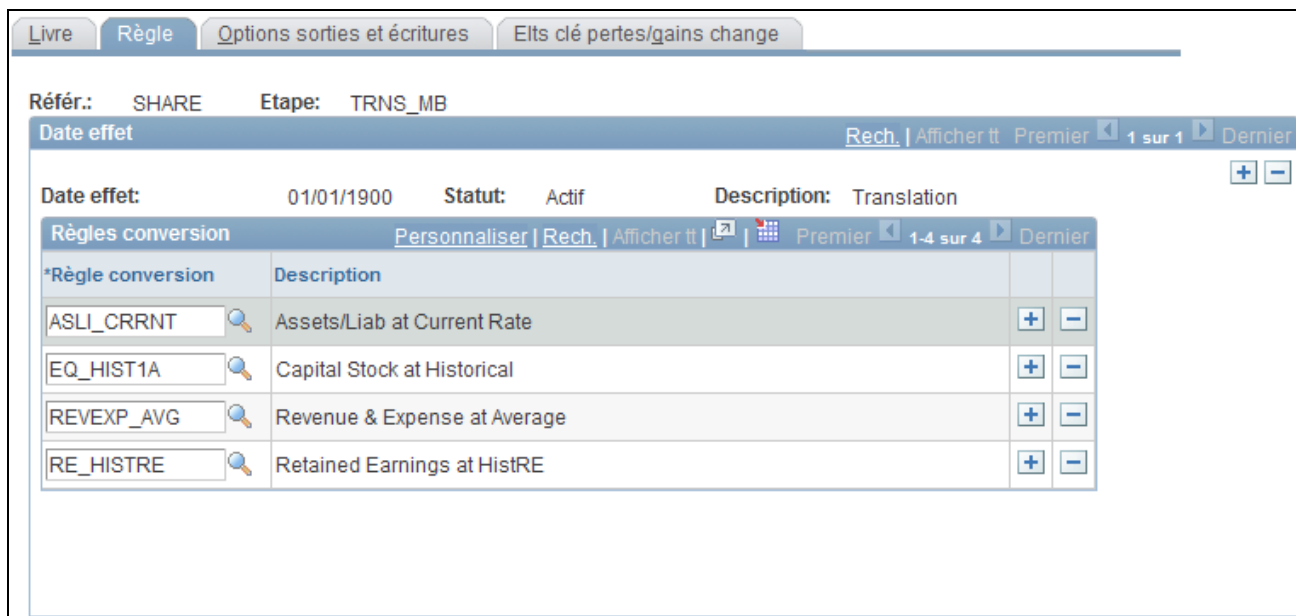 Livre Règle Options sorties et écritures Elts clé pertes/gains change
Référ.: SHARE Etape: TRNS_MB
Date effet Rech. | Afficher tt Premier 1 sur 1 Dernier
Date effet: 01/01/1900 Statut: Actif Description: Translation
Règles conversion Personnaliser | Rech. | Afficher tt | | Premier 1-4 sur 4 Dernier
*Règle conversion Description
ASLI_CRRNT Assets/Liab at Current Rate
EQ_HIST1A Capital Stock at Historical
REVEXP_AVG Revenue & Expense at Average
RE_HISTRE Retained Earnings at HistRE